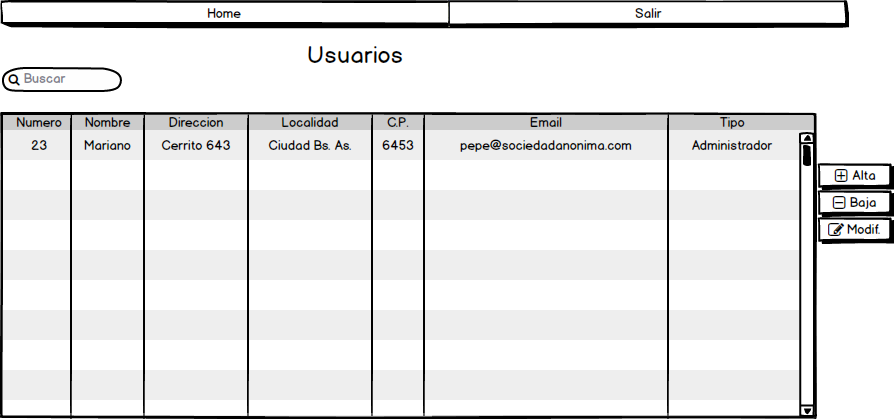 Home Salir
Usuarios
Buscar
Numero Nombre Direccion Localidad C.P. Email Tipo
23 Mariano Cerrito 643 Ciudad Bs. As. 6453 pepe@sociedadanonima.com Administrador
Alta
Baja
Modif.